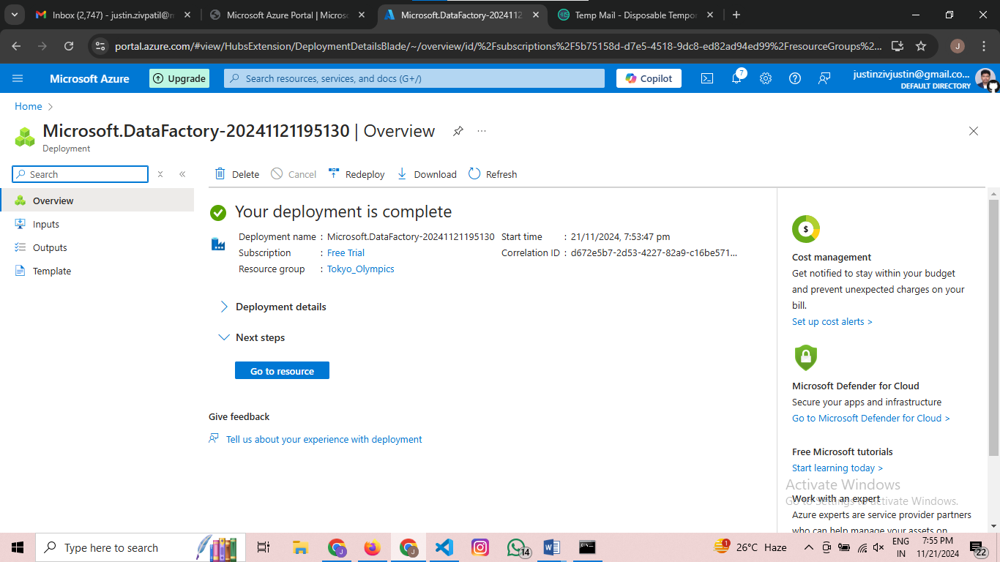 Inbox (2,747) - justin.zivpatil@m
Microsoft Azure Portal | Micros
Microsoft.DataFactory-2024112
Temp Mail - Disposable Tempo
portal.azure.com/#view/HubsExtension/DeploymentDetailsBlade/~/overview/id/%2Fsubscriptions%2F5b75158d-d7e5-4518-9dc8-ed82ad94ed99%2FresourceGroups%2...
J
Microsoft Azure
Upgrade
Search resources, services, and docs (G+/)
Copilot
7
justinzivjustin@gmail.co...
DEFAULT DIRECTORY
Home
Microsoft.DataFactory-20241121195130 | Overview
Deployment
Search
Delete
Cancel
Redeploy
Download
Refresh
Overview
Inputs
Outputs
Template
Your deployment is complete
Deployment name : Microsoft.DataFactory-20241121195130
Subscription : Free Trial
Resource group : Tokyo_Olympics
Start time : 21/11/2024, 7:53:47 pm
Correlation ID : d672e5b7-2d53-4227-82a9-c16be571...
Deployment details
Next steps
Go to resource
Give feedback
Tell us about your experience with deployment
Cost management
Get notified to stay within your budget
and prevent unexpected charges on your
bill.
Set up cost alerts >
Microsoft Defender for Cloud
Secure your apps and infrastructure
Go to Microsoft Defender for Cloud >
Free Microsoft tutorials
Start learning today >
Activate Windows
Go to Settings to activate Windows.
Work with an expert
Azure experts are service provider partners
who can help manage your assets on
Type here to search
J
J
14
1
26°C Haze
ENG
IN
7:55 PM
11/21/2024
22